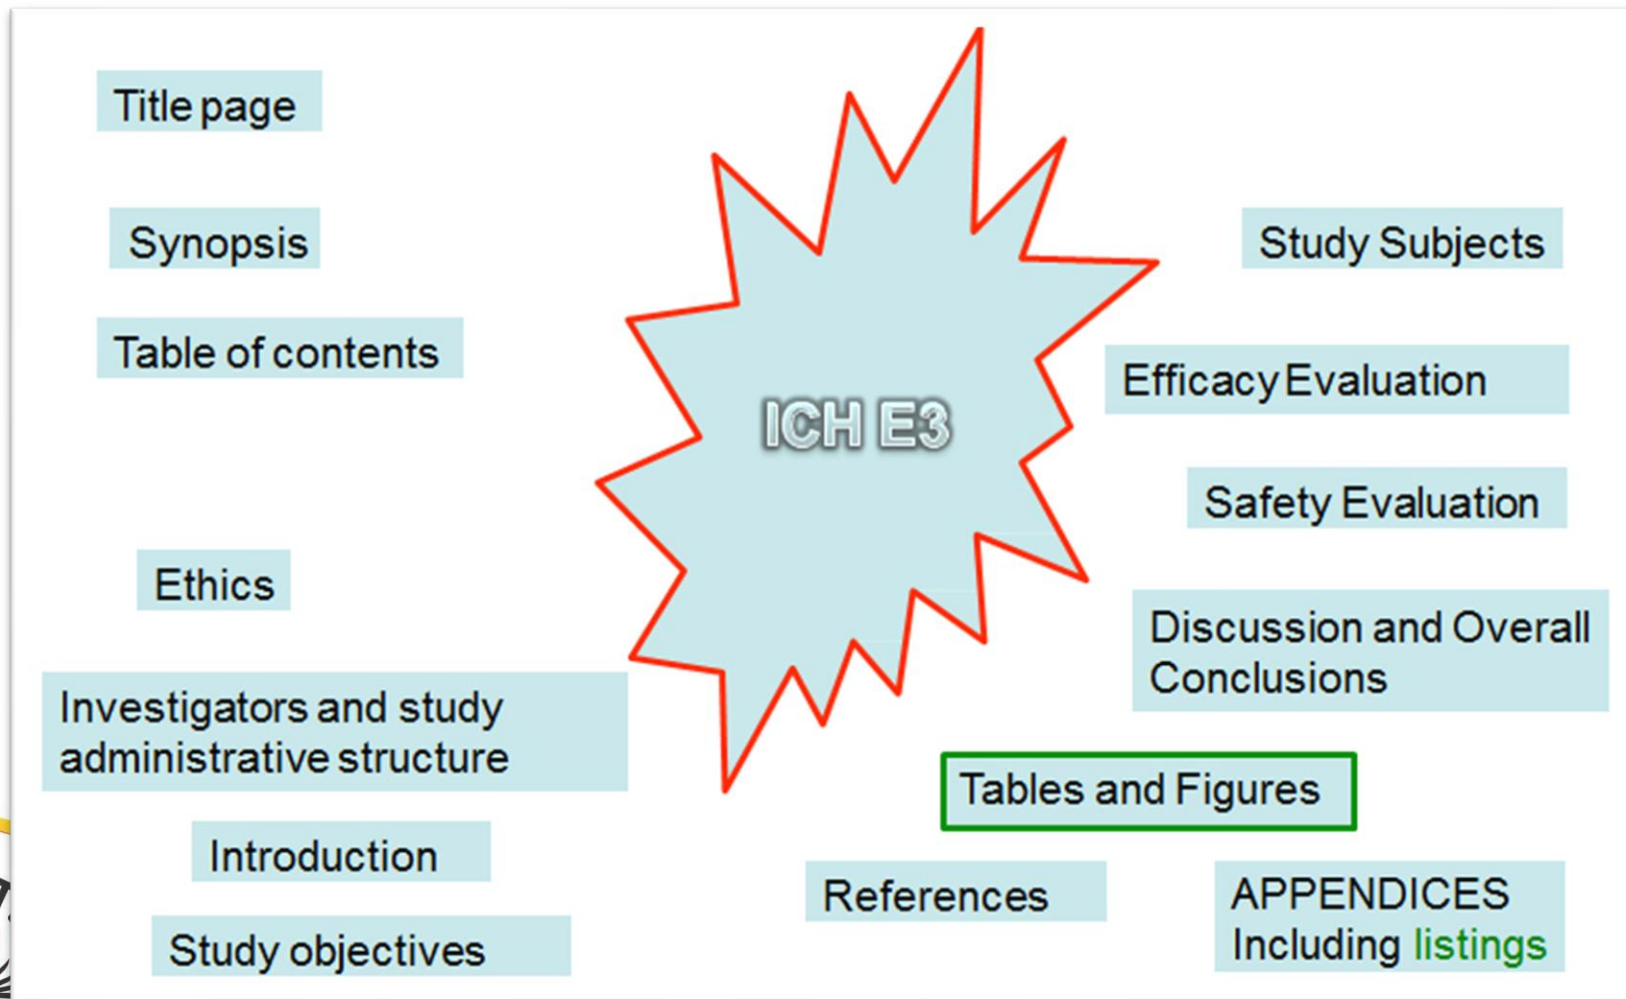 Title page
Synopsis
Table of contents
Ethics
Investigators and study
administrative structure
Introduction
Study objectives
ICH E3
Study Subjects
Efficacy Evaluation
Safety Evaluation
Discussion and Overall
Conclusions
Tables and Figures
References
APPENDICES
Including listings